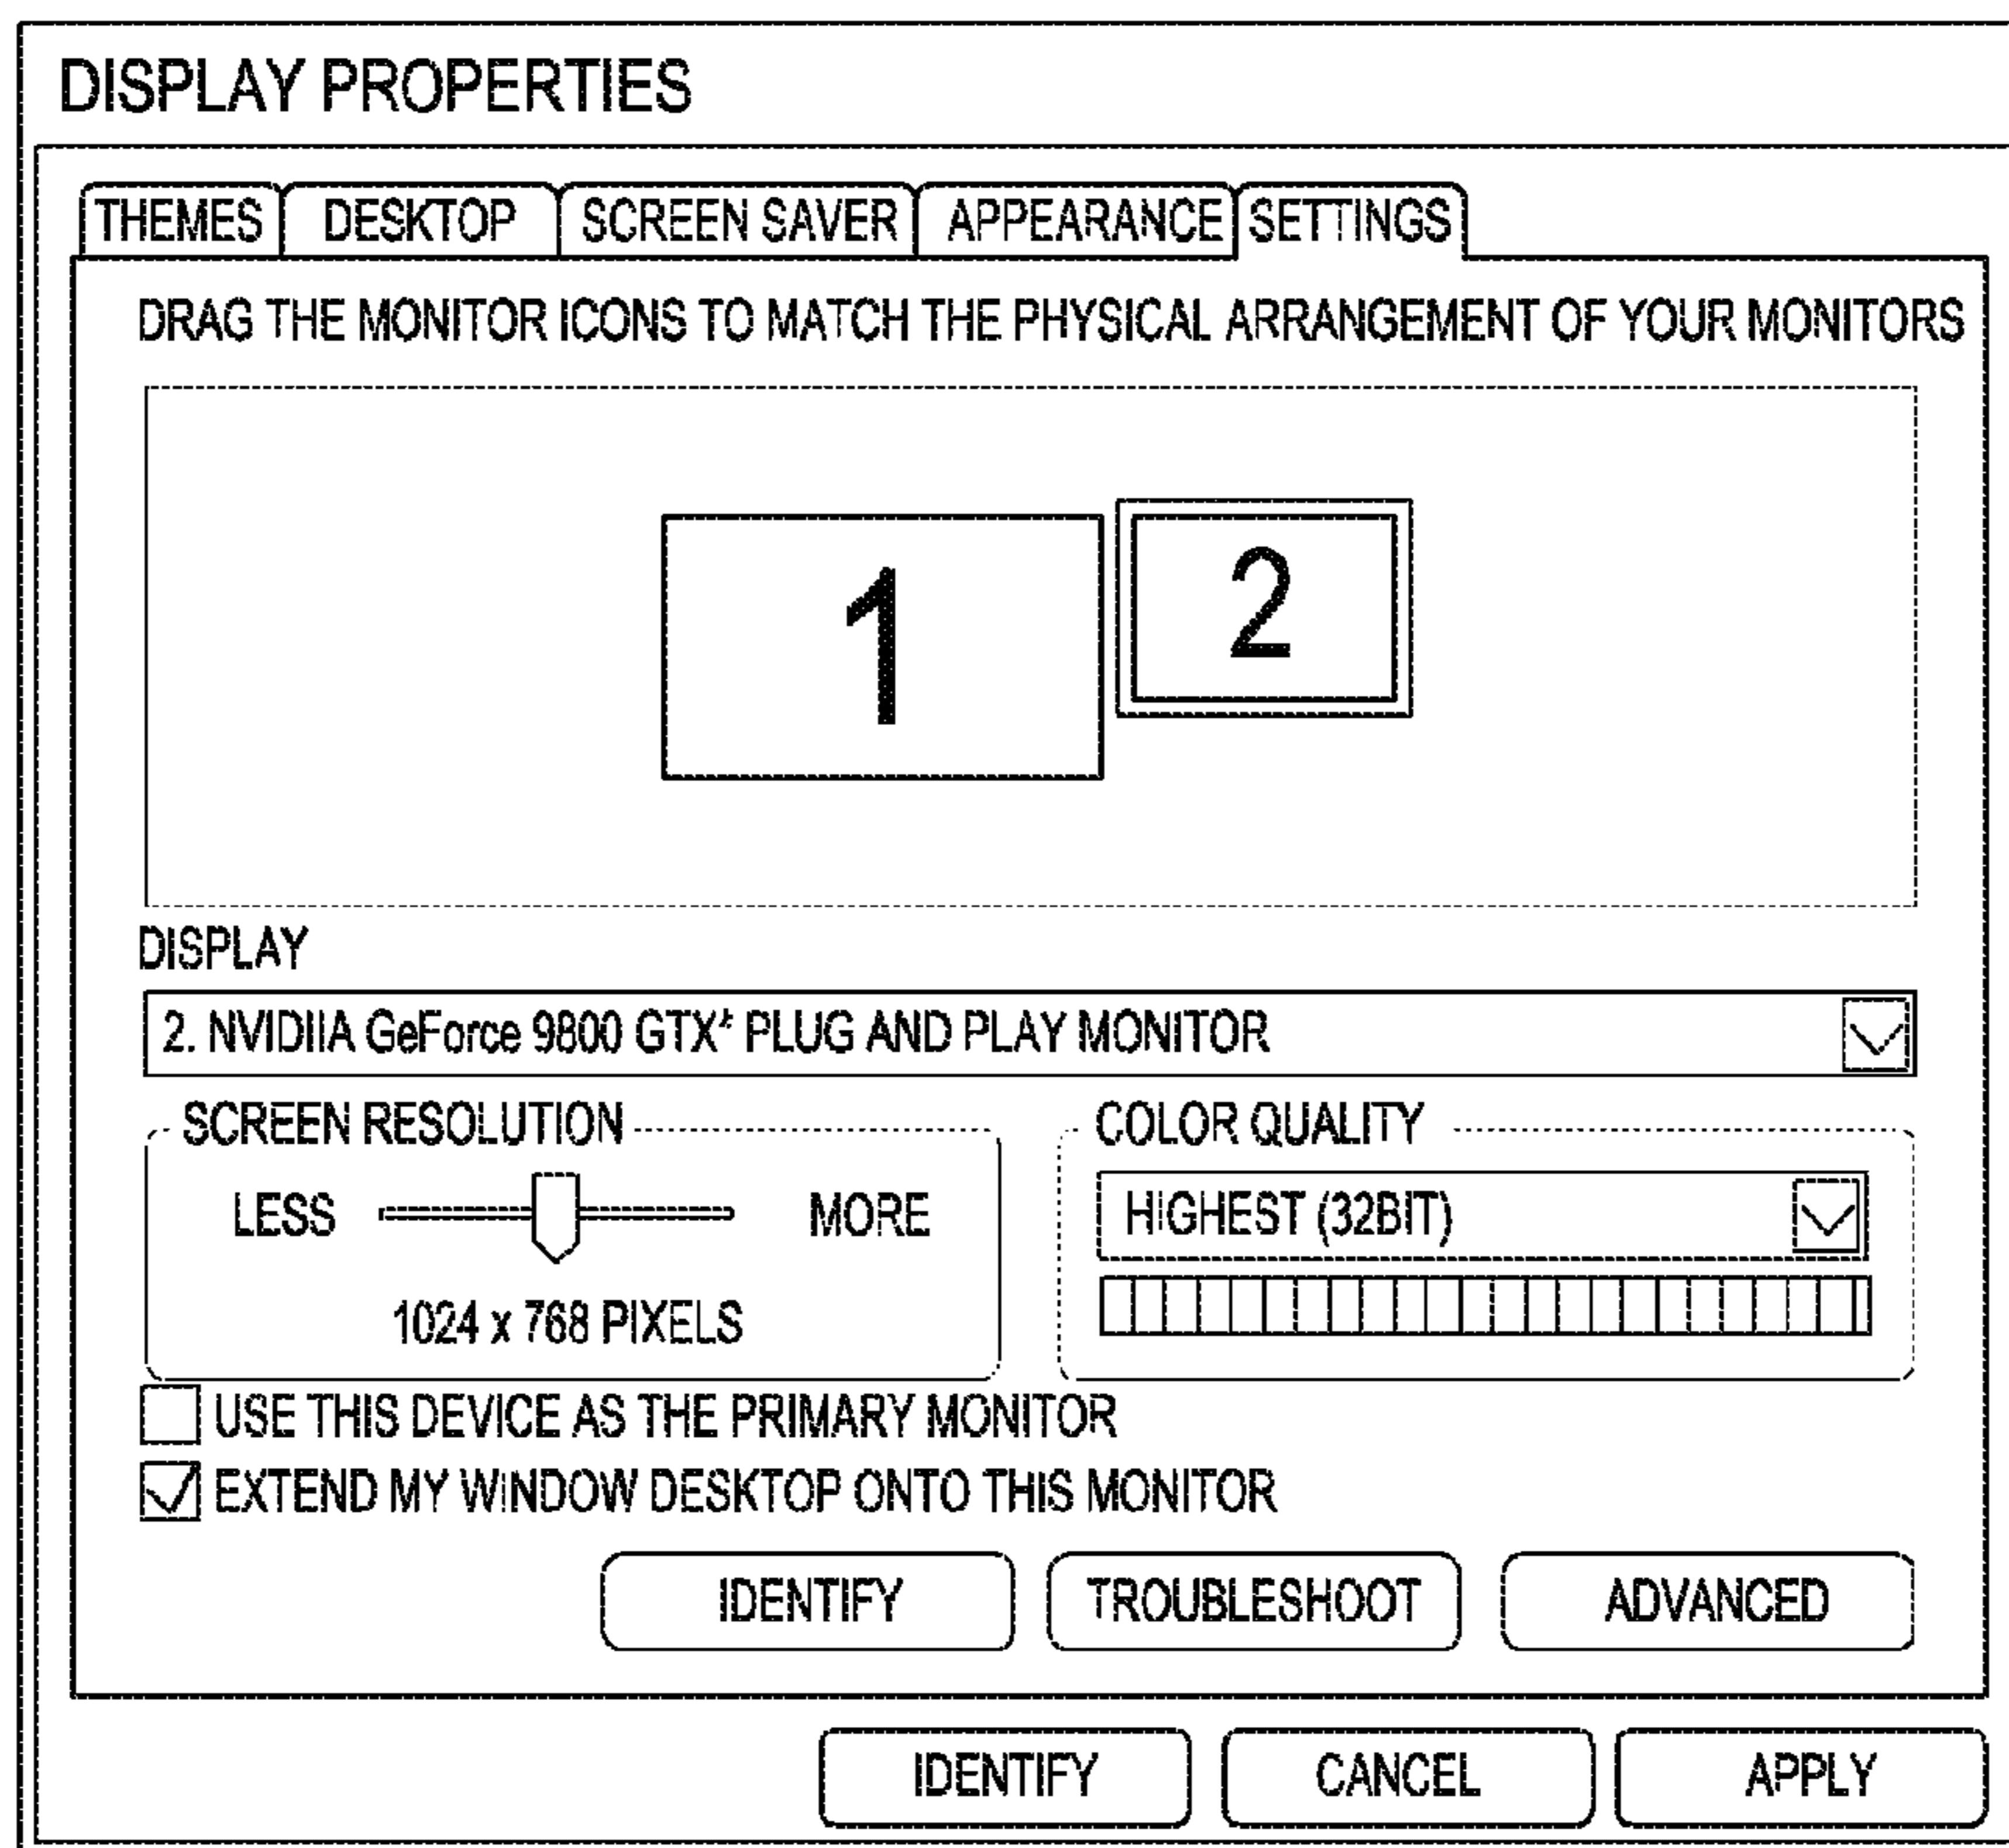 DISPLAY PROPERTIES
THEMES DESKTOP SCREEN SAVER APPEARANCE SETTINGS
DRAG THE MONITOR ICONS TO MATCH THE PHYSICAL ARRANGEMENT OF YOUR MONITORS
1 2
DISPLAY
2. NVIDIIA GeForce 9800 GTX+ PLUG AND PLAY MONITOR
SCREEN RESOLUTION COLOR QUALITY
LESS MORE HIGHEST (32BIT)
1024 x 768 PIXELS
USE THIS DEVICE AS THE PRIMARY MONITOR
EXTEND MY WINDOW DESKTOP ONTO THIS MONITOR
IDENTIFY TROUBLESHOOT ADVANCED
IDENTIFY CANCEL APPLY